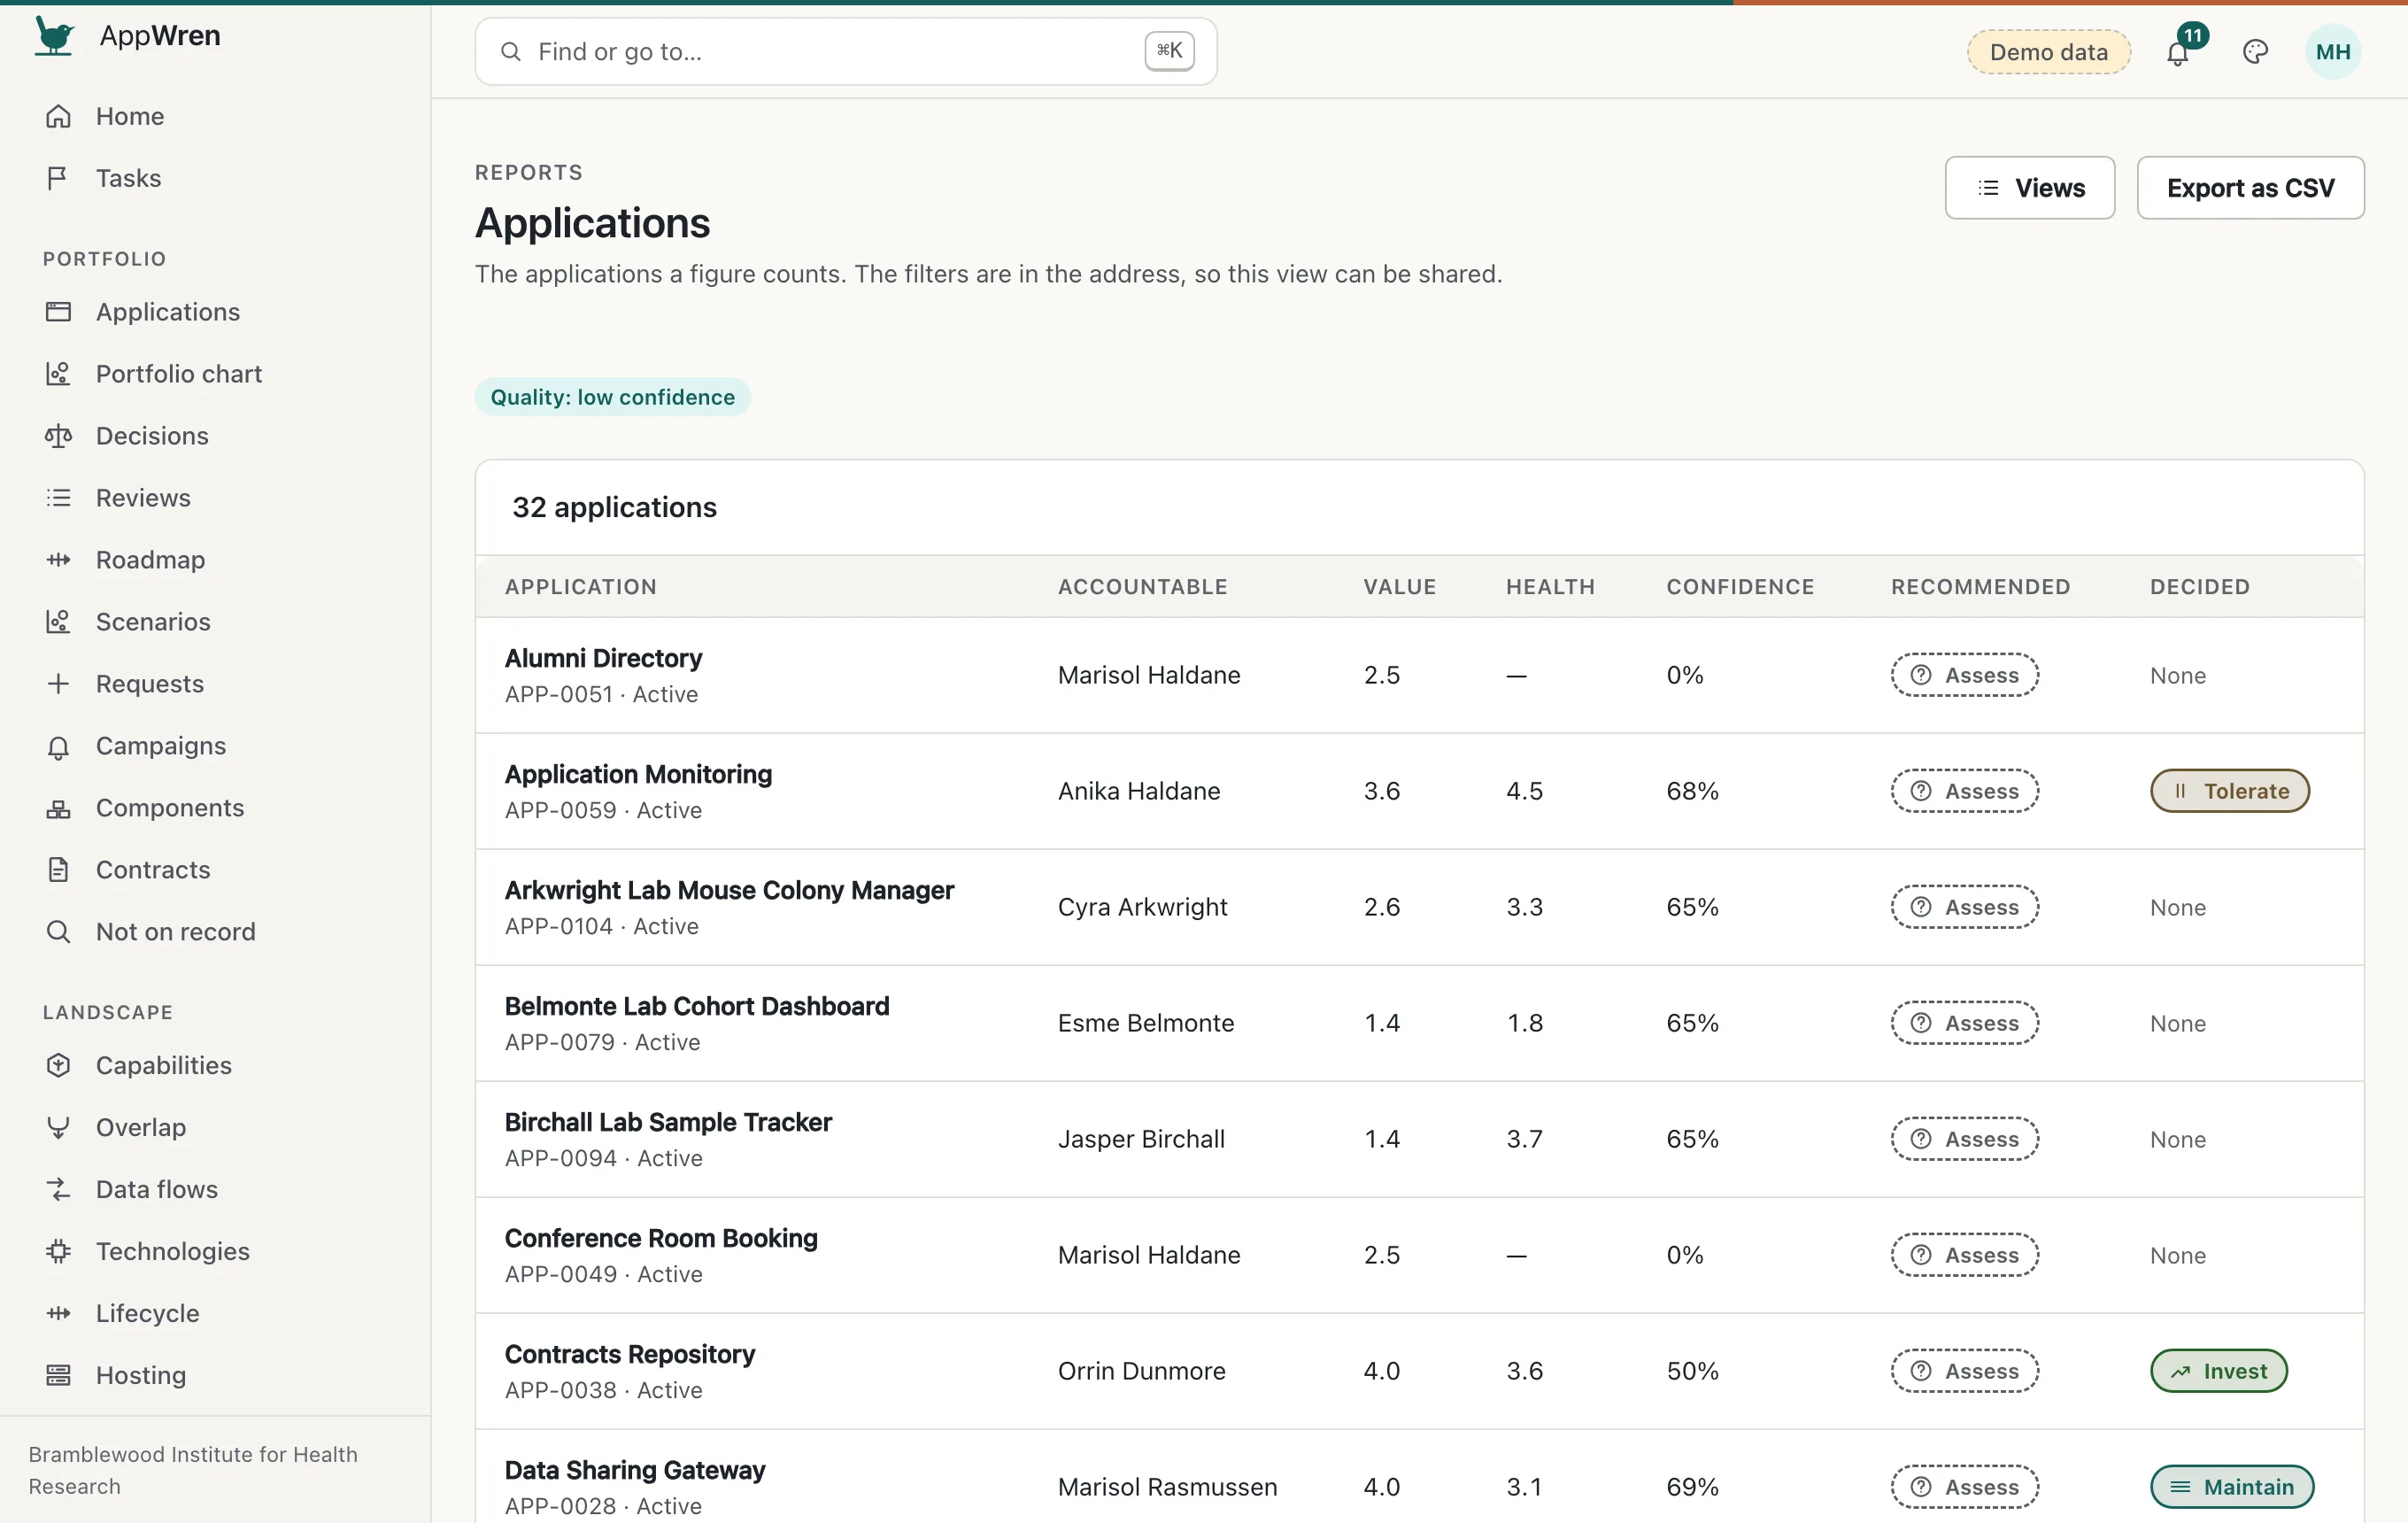 AppWren
Find or go to...
⌘K
Demo data
11
MH
Home
Tasks
PORTFOLIO
Applications
Portfolio chart
Decisions
Reviews
Roadmap
Scenarios
Requests
Campaigns
Components
Contracts
Not on record
LANDSCAPE
Capabilities
Overlap
Data flows
Technologies
Lifecycle
Hosting
Bramblewood Institute for Health
Research
REPORTS
Applications
The applications a figure counts. The filters are in the address, so this view can be shared.
Views
Export as CSV
Quality: low confidence
32 applications
APPLICATION ACCOUNTABLE VALUE HEALTH CONFIDENCE RECOMMENDED DECIDED
Alumni Directory
APP-0051 · Active
Marisol Haldane 2.5 — 0% Assess None
Application Monitoring
APP-0059 · Active
Anika Haldane 3.6 4.5 68% Assess Tolerate
Arkwright Lab Mouse Colony Manager
APP-0104 · Active
Cyra Arkwright 2.6 3.3 65% Assess None
Belmonte Lab Cohort Dashboard
APP-0079 · Active
Esme Belmonte 1.4 1.8 65% Assess None
Birchall Lab Sample Tracker
APP-0094 · Active
Jasper Birchall 1.4 3.7 65% Assess None
Conference Room Booking
APP-0049 · Active
Marisol Haldane 2.5 — 0% Assess None
Contracts Repository
APP-0038 · Active
Orrin Dunmore 4.0 3.6 50% Assess Invest
Data Sharing Gateway
APP-0028 · Active
Marisol Rasmussen 4.0 3.1 69% Assess Maintain